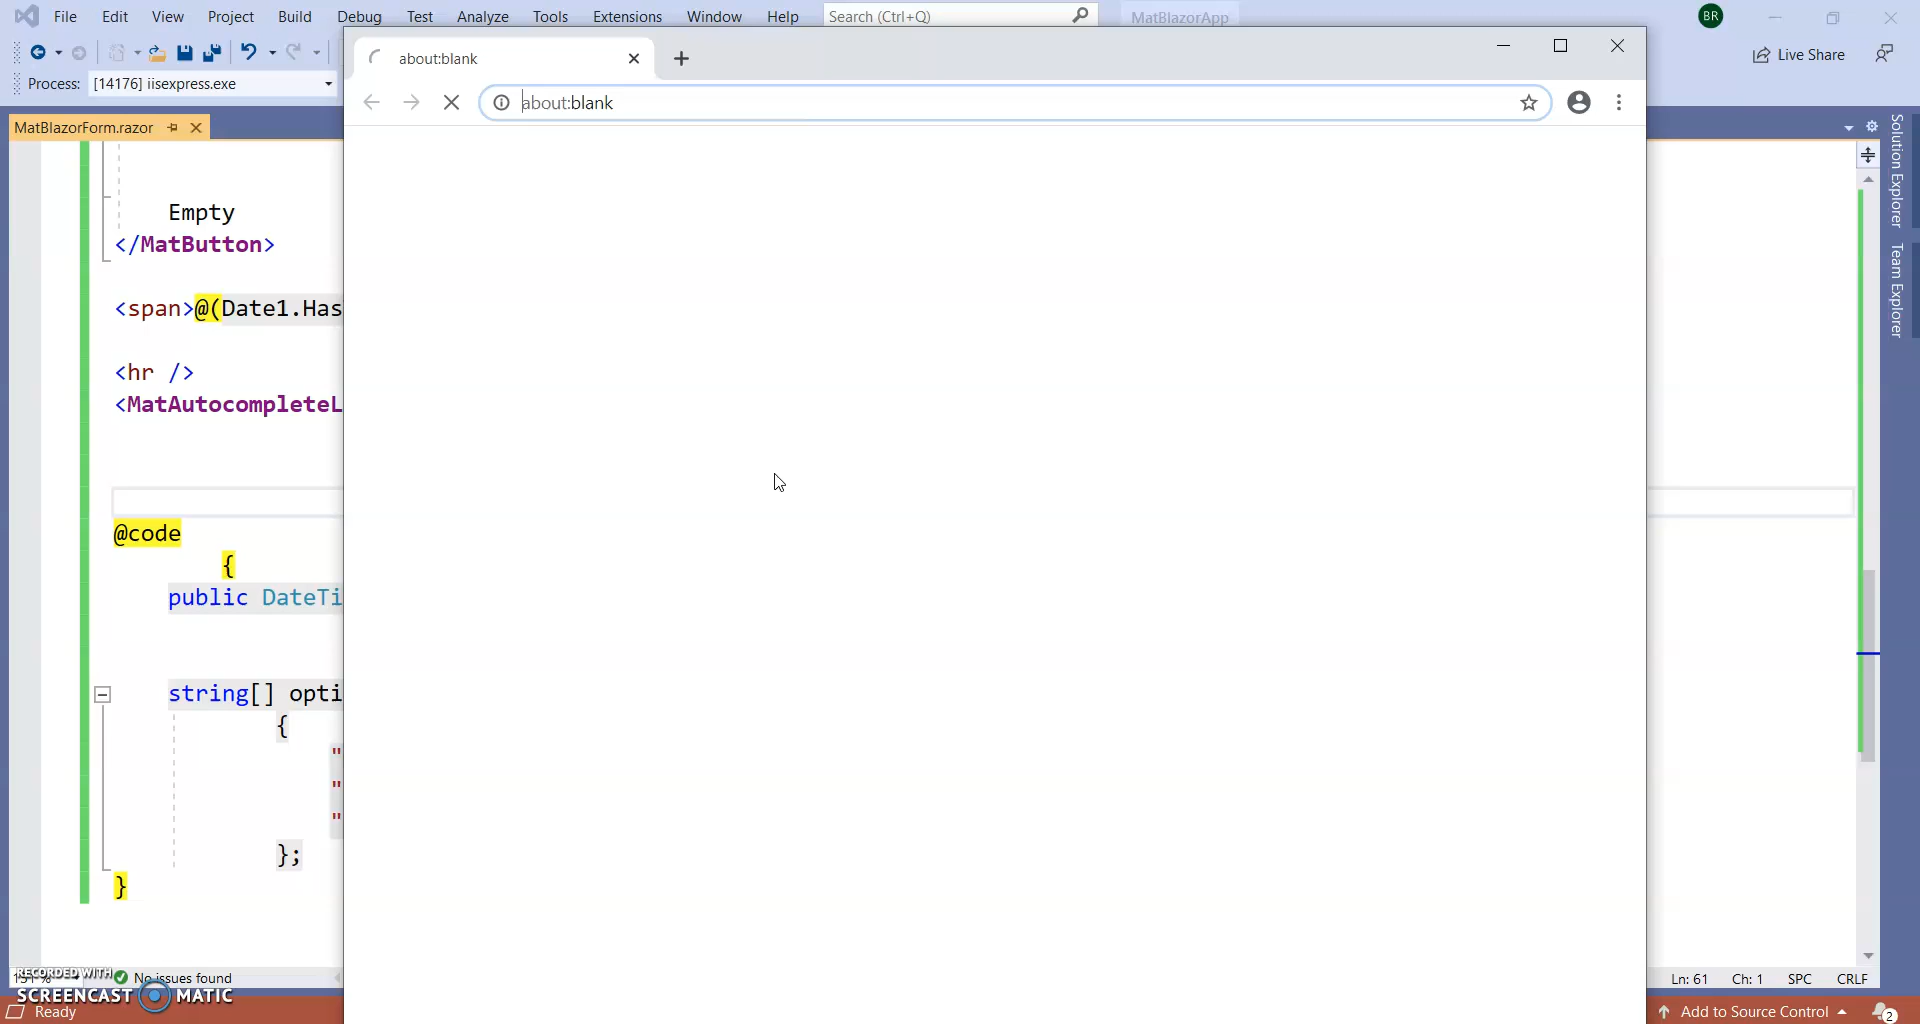 File Edit View Project Build Debug Test Analyze Tools Extensions Window Help Search (Ctrl+Q) MatBlazorApp BR
Live Share
Process: [14176] iisexpress.exe
about:blank
about:blank
MatBlazorForm.razor
Solution Explorer
Team Explorer
Empty
</MatButton>
<span>@(Date1.Has
<hr />
<MatAutocompleteL
@code
{
public DateTi
string[] opti
{
"
"
"
};
}
No issues found
Ln: 61 Ch: 1 SPC CRLF
RECORDED WITH
SCREENCAST MATIC
Ready
Add to Source Control 2